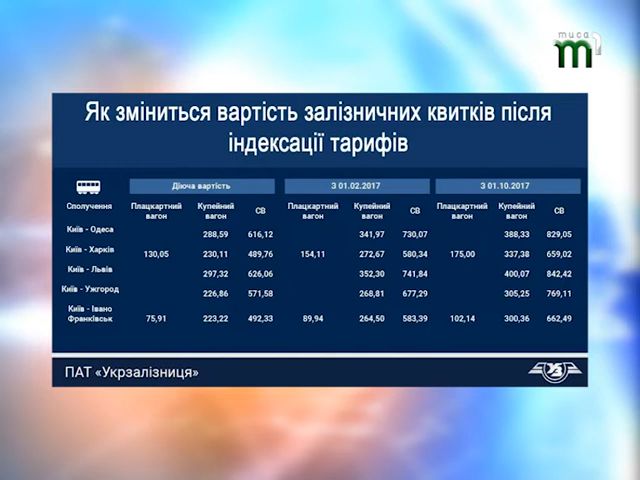 тиса
m1
Як зміниться вартість залізничних квитків після
індексації тарифів
Діюча вартість З 01.02.2017 З 01.10.2017
Сполучення Плацкартний вагон Купейний вагон СВ Плацкартний вагон Купейний вагон СВ Плацкартний вагон Купейний вагон СВ
Київ - Одеса 288,59 616,12 341,97 730,07 388,33 829,05
Київ - Харків 130,05 230,11 489,76 154,11 272,67 580,34 175,00 337,38 659,02
Київ - Львів 297,32 626,06 352,30 741,84 400,07 842,42
Київ - Ужгород 226,86 571,58 268,81 677,29 305,25 769,11
Київ - Івано
Франківськ 75,91 223,22 492,33 89,94 264,50 583,39 102,14 300,36 662,49
ПАТ «Укрзалізниця»
УЗ